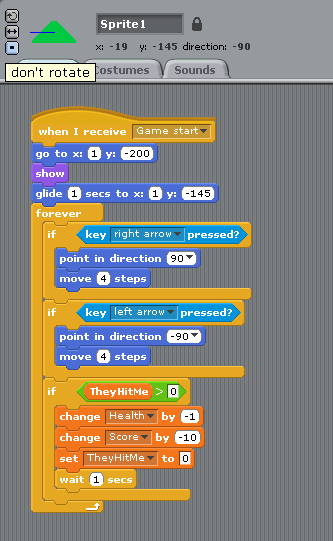 Sprite1
x: -19 y: -145 direction: -90
don't rotate
Costumes
Sounds
when I receive Game start
go to x: 1 y: -200
show
glide 1 secs to x: 1 y: -145
forever
if key right arrow pressed?
point in direction 90
move 4 steps
if key left arrow pressed?
point in direction -90
move 4 steps
if TheyHitMe > 0
change Health by -1
change Score by -10
set TheyHitMe to 0
wait 1 secs